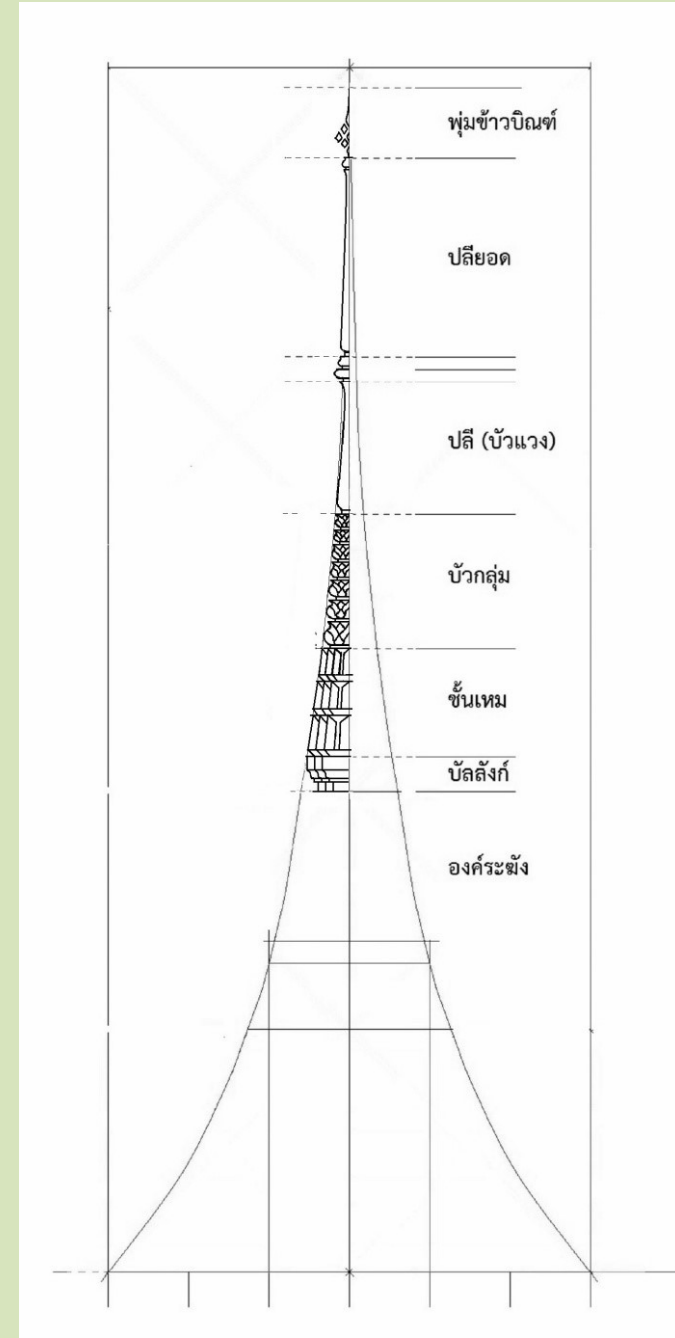 พุ่มข้าวบิณฑ์
ปลียอด
ปลี (บัวแวง)
บัวกลุ่ม
ชั้นเหม
บัลลังก์
องค์ระฆัง